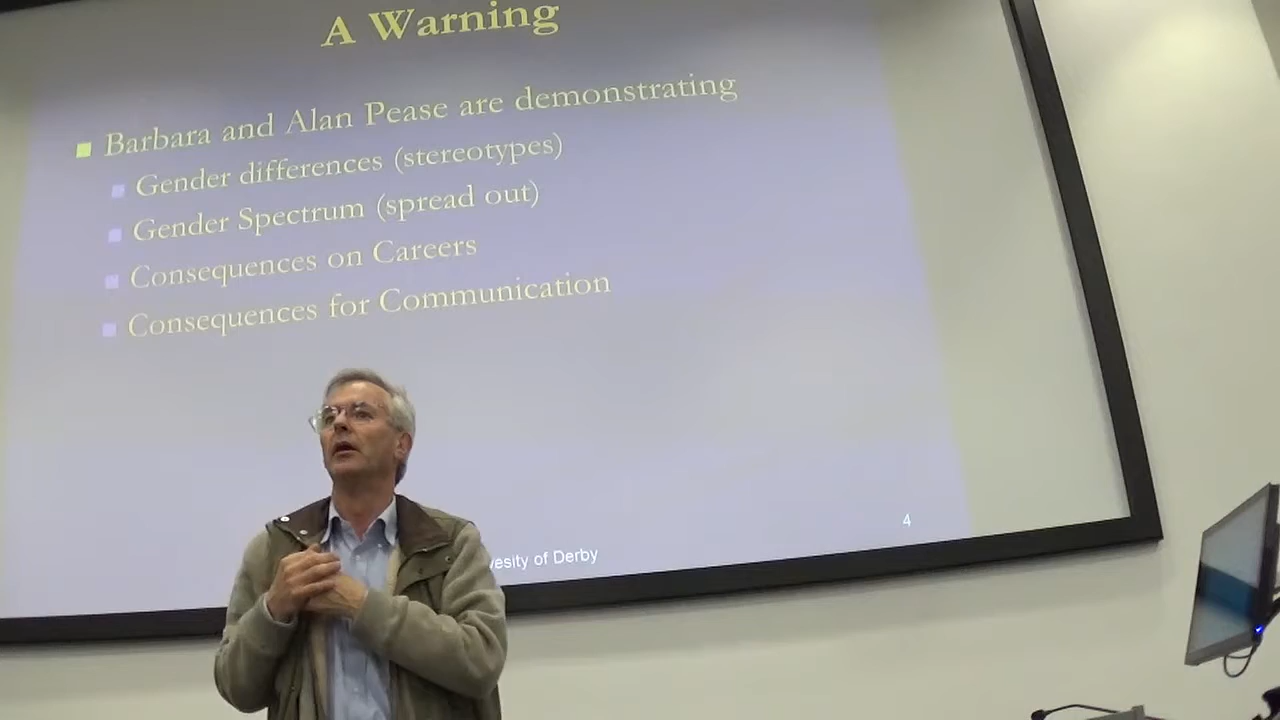 A Warning
Barbara and Alan Pease are demonstrating
Gender differences (stereotypes)
Gender Spectrum (spread out)
Consequences on Careers
Consequences for Communication
4
of Derby